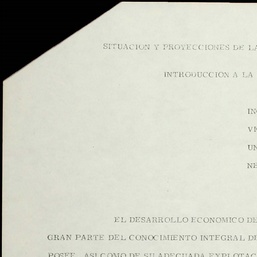 SITUACION Y PROYECCIONES DE LA
INTRODUCCION A LA
EL DESARROLLO ECONOMICO DE
GRAN PARTE DEL CONOCIMIENTO INTEGRAL
POSEE, ASI COMO DE SU ADECUADA